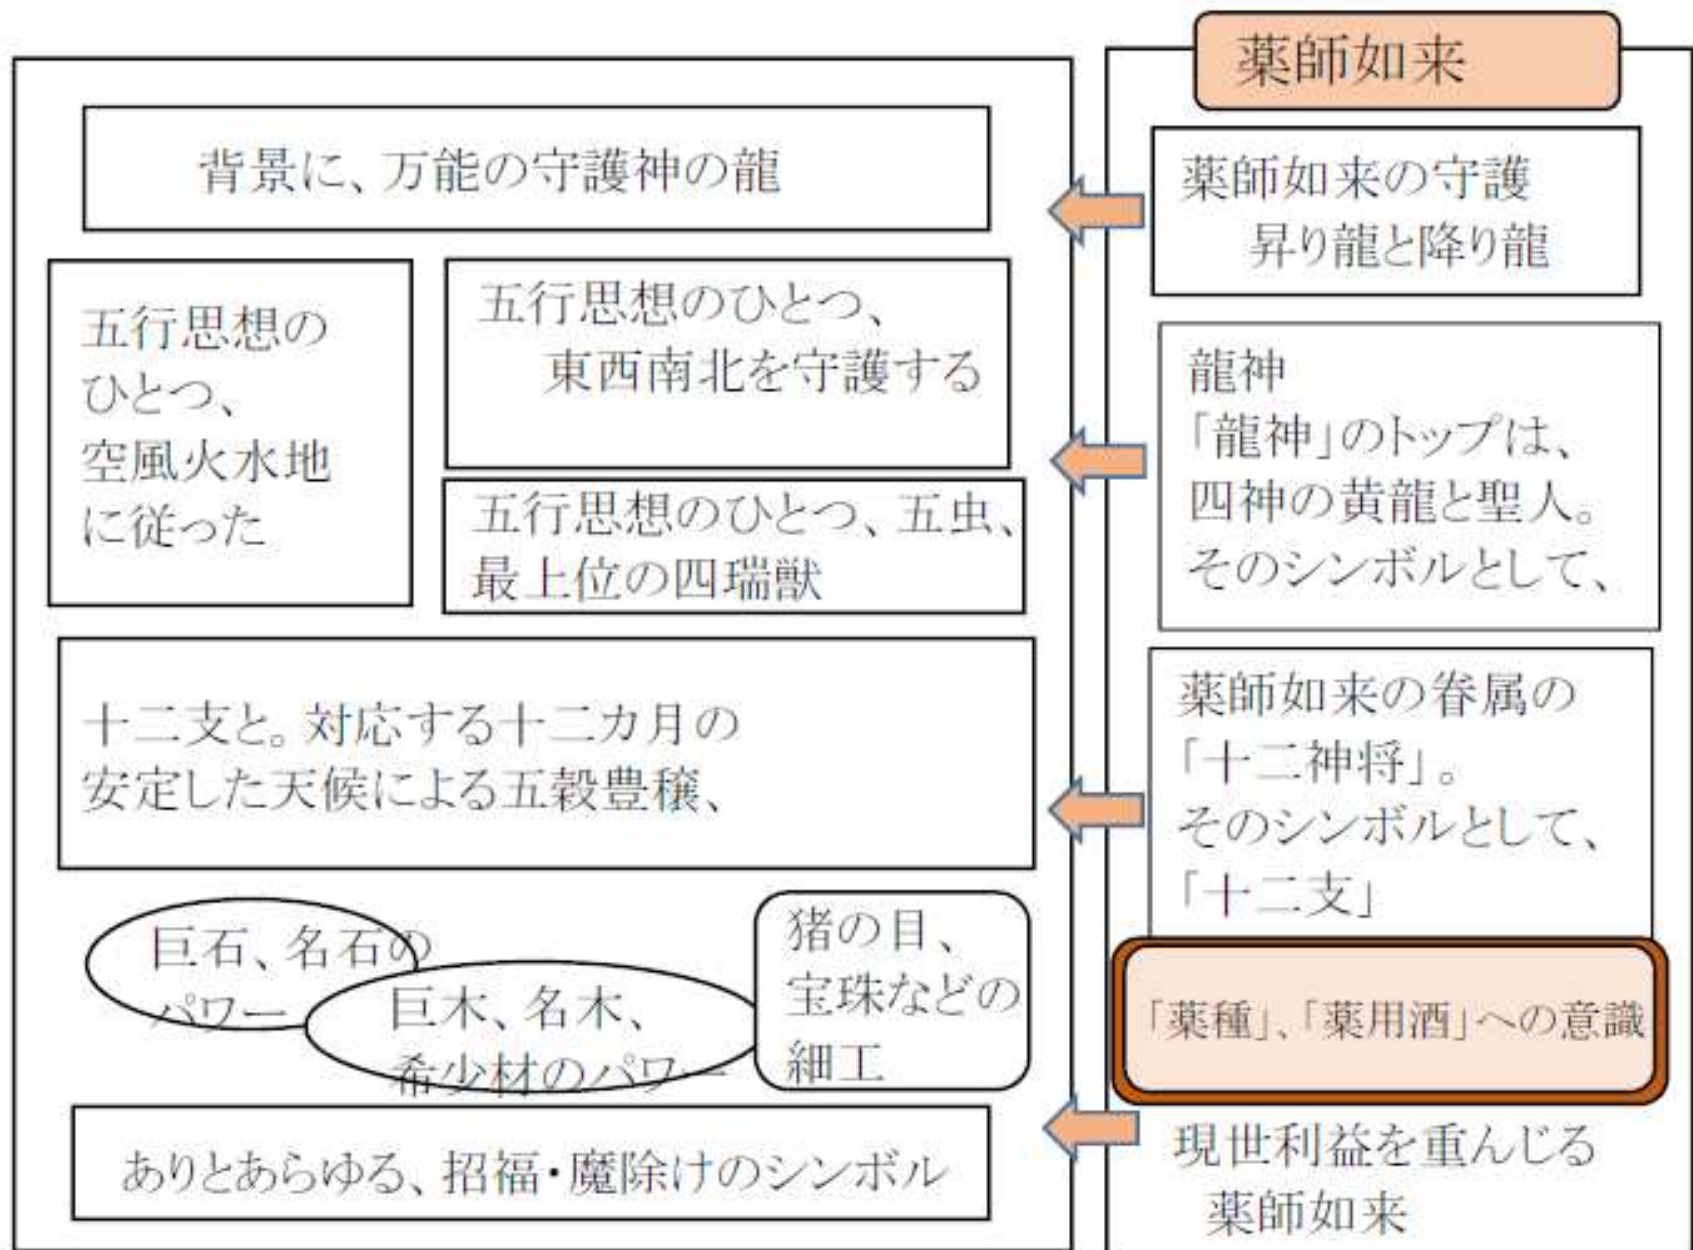 薬師如来
背景に、万能の守護神の龍
五行思想の
ひとつ、
空風火水地
に従った
五行思想のひとつ、
東西南北を守護する
五行思想のひとつ、五虫、
最上位の四瑞獣
十二支と。対応する十二カ月の
安定した天候による五穀豊穣、
巨石、名石の
パワー
巨木、名木、
希少材のパワー
猪の目、
宝珠などの
細工
ありとあらゆる、招福・魔除けのシンボル
薬師如来の守護
昇り龍と降り龍
龍神
「龍神」のトップは、
四神の黄龍と聖人。
そのシンボルとして、
薬師如来の眷属の
「十二神将」。
そのシンボルとして、
「十二支」
「薬種」、「薬用酒」への意識
現世利益を重んじる
薬師如来